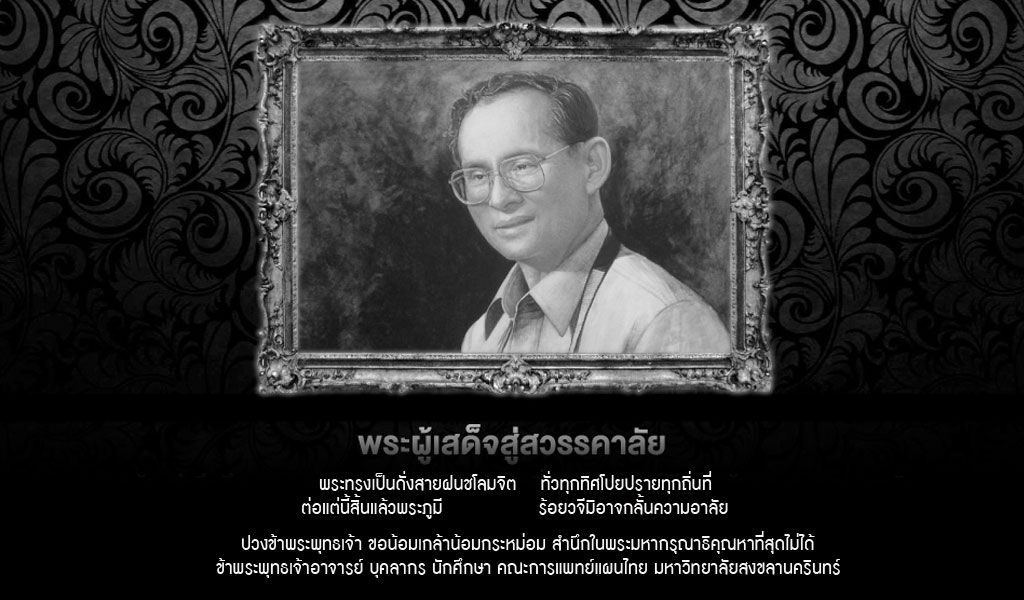 พระผู้เสด็จสู่สวรรคาลัย
พระทรงเป็นดั่งสายฝนชโลมจิต ทั่วทุกทิศโปยปรายทุกถิ่นที่
ต่อแต่นี้สิ้นแล้วพระภูมี ร้อยวจีมิอาจกลั้นความอาลัย
ปวงข้าพระพุทธเจ้า ขอน้อมเกล้าน้อมกระหม่อม สำนึกในพระมหากรุณาธิคุณหาที่สุดไม่ได้
ข้าพระพุทธเจ้าอาจารย์ บุคลากร นักศึกษา คณะการแพทย์แผนไทย มหาวิทยาลัยสงขลานครินทร์